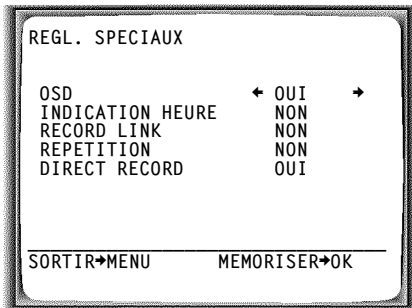 REGL. SPECIAUX
OSD ← OUI →
INDICATION HEURE NON
RECORD LINK NON
REPETITION NON
DIRECT RECORD OUI
SORTIR→MENU MEMORISER→OK